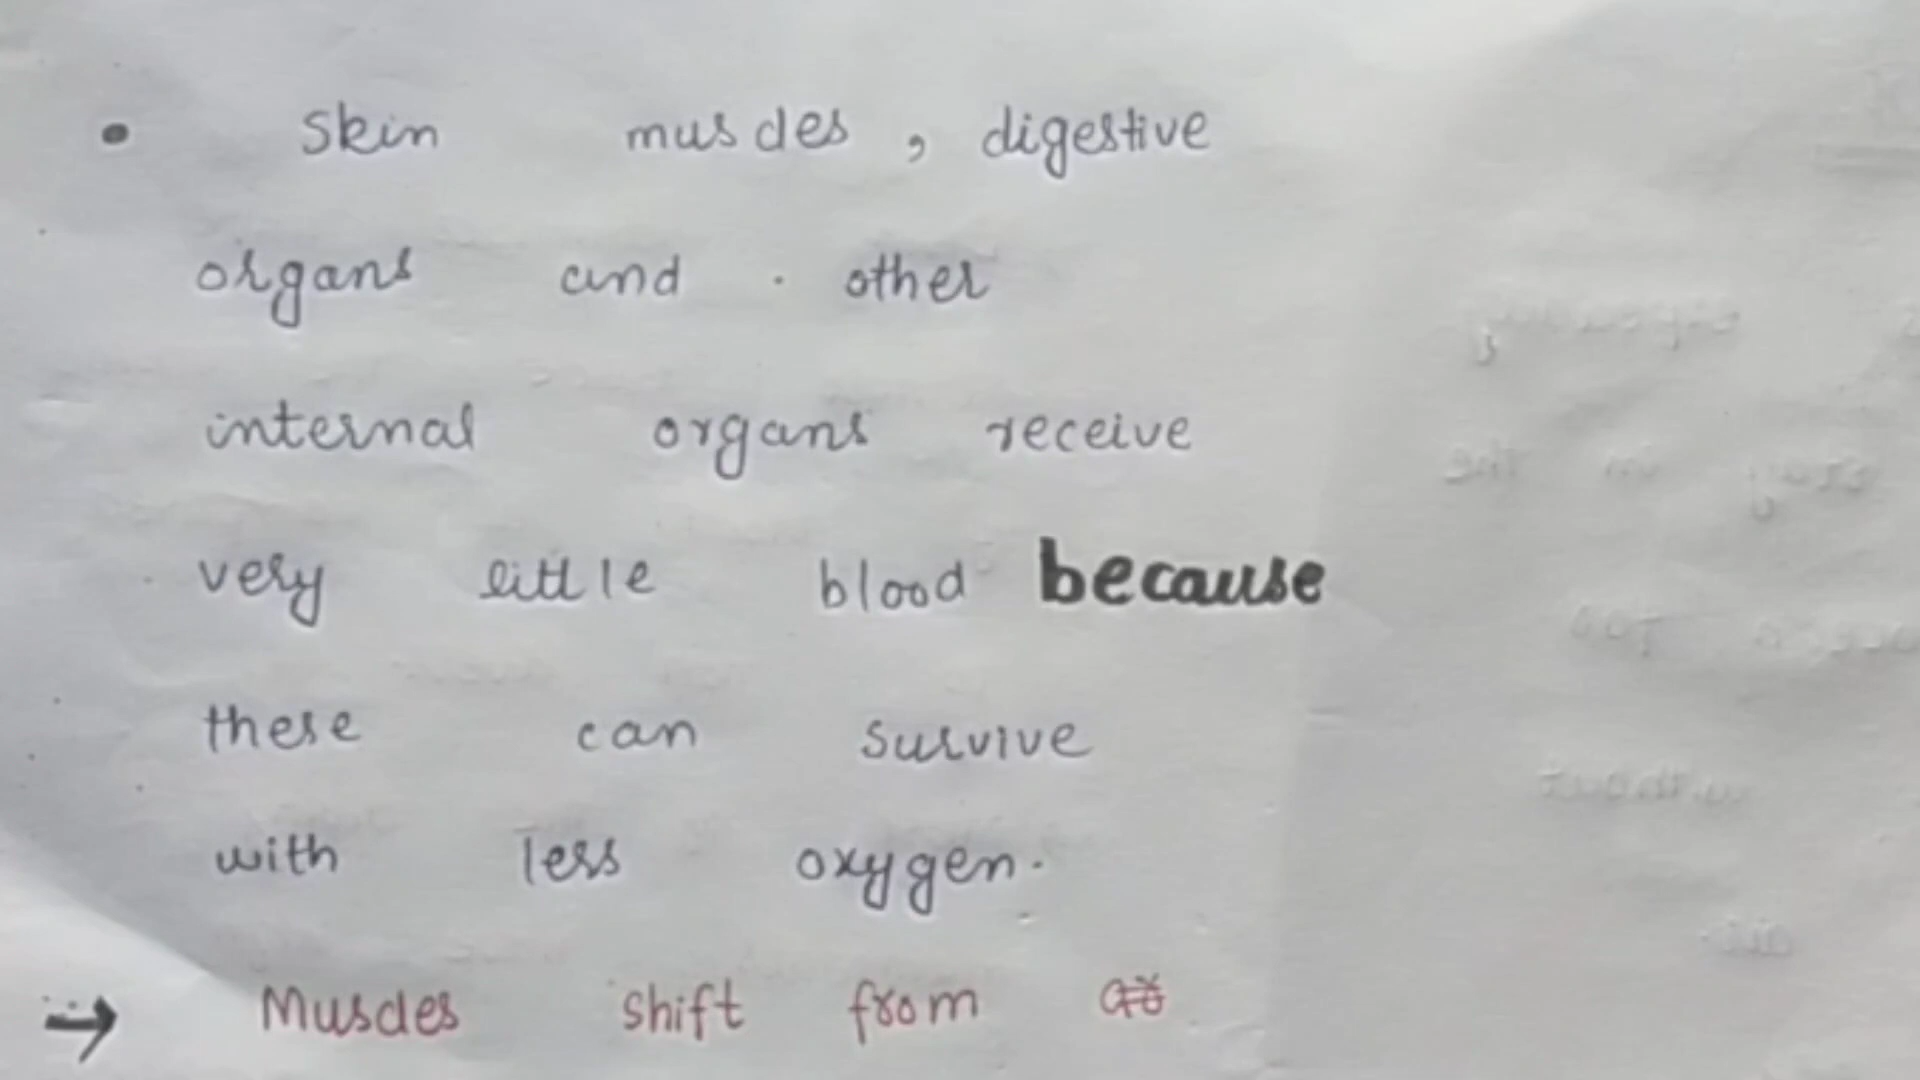 • Skin muscles , digestive
organs and other
internal organs receive
very little blood because
these can survive
with less oxygen.
→ Muscles shift from